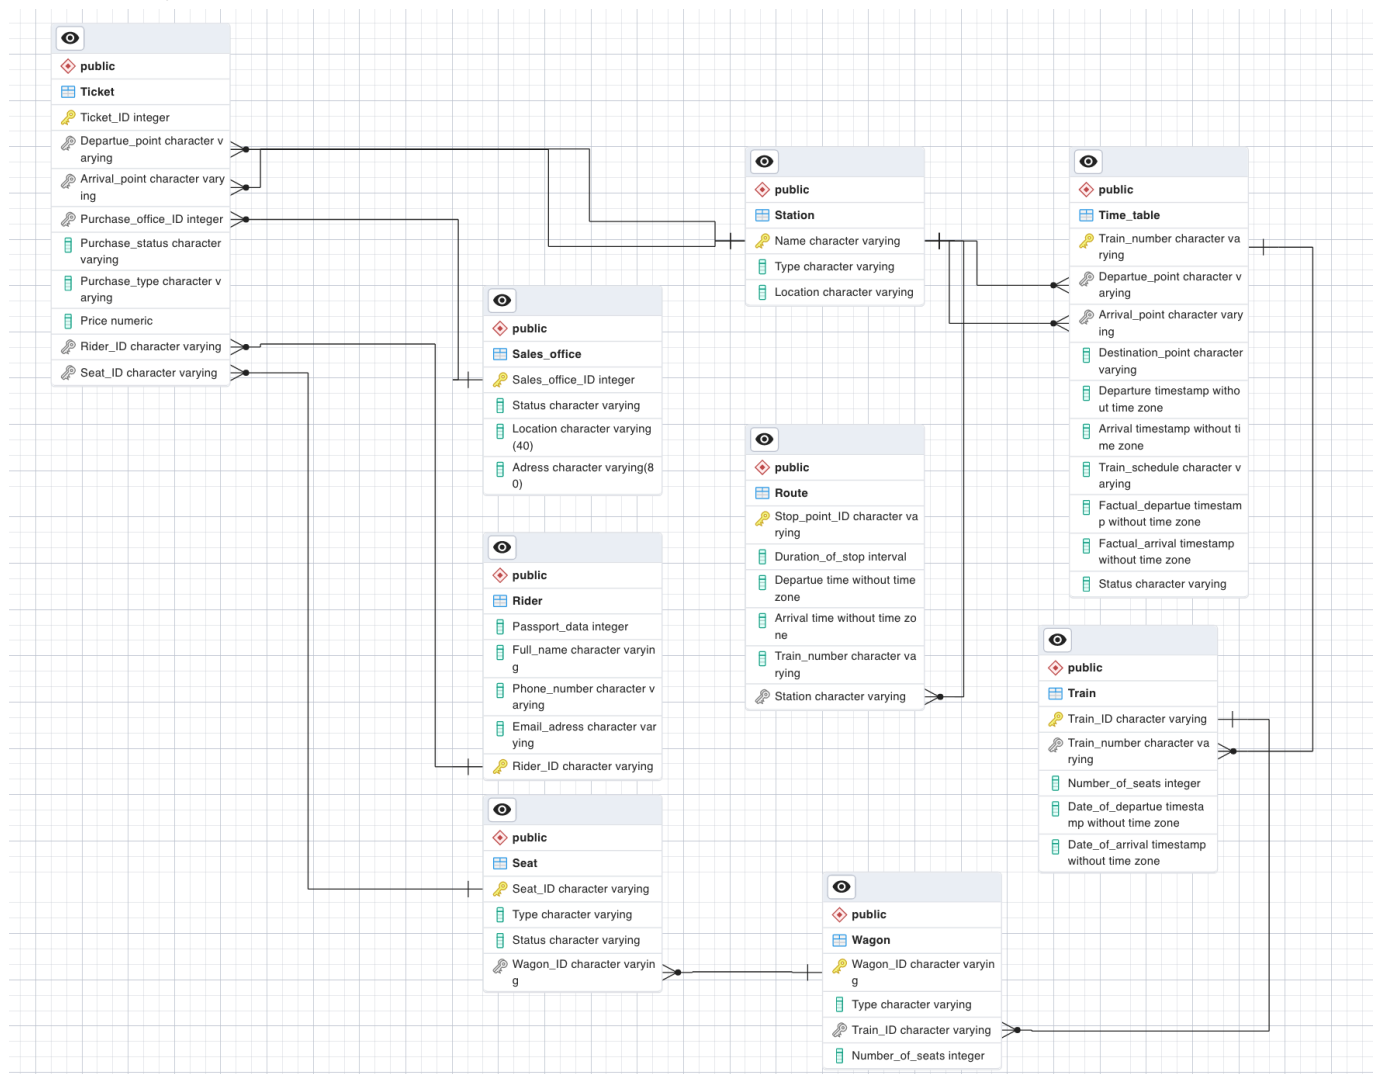 public
Ticket
Ticket_ID integer
Departue_point character v
arying
Arrival_point character vary
ing
Purchase_office_ID integer
Purchase_status character
varying
Purchase_type character v
arying
Price numeric
Rider_ID character varying
Seat_ID character varying
public
Sales_office
Sales_office_ID integer
Status character varying
Location character varying
(40)
Adress character varying(8
0)
public
Rider
Passport_data integer
Full_name character varyin
g
Phone_number character v
arying
Email_adress character var
ying
Rider_ID character varying
public
Seat
Seat_ID character varying
Type character varying
Status character varying
Wagon_ID character varyin
g
public
Station
Name character varying
Type character varying
Location character varying
public
Route
Stop_point_ID character va
rying
Duration_of_stop interval
Departue time without time
zone
Arrival time without time zo
ne
Train_number character va
rying
Station character varying
public
Wagon
Wagon_ID character varyin
g
Type character varying
Train_ID character varying
Number_of_seats integer
public
Time_table
Train_number character va
rying
Departue_point character v
arying
Arrival_point character vary
ing
Destination_point character
varying
Departure timestamp witho
ut time zone
Arrival timestamp without ti
me zone
Train_schedule character v
arying
Factual_departue timestam
p without time zone
Factual_arrival timestamp
without time zone
Status character varying
public
Train
Train_ID character varying
Train_number character va
rying
Number_of_seats integer
Date_of_departue timesta
mp without time zone
Date_of_arrival timestamp
without time zone